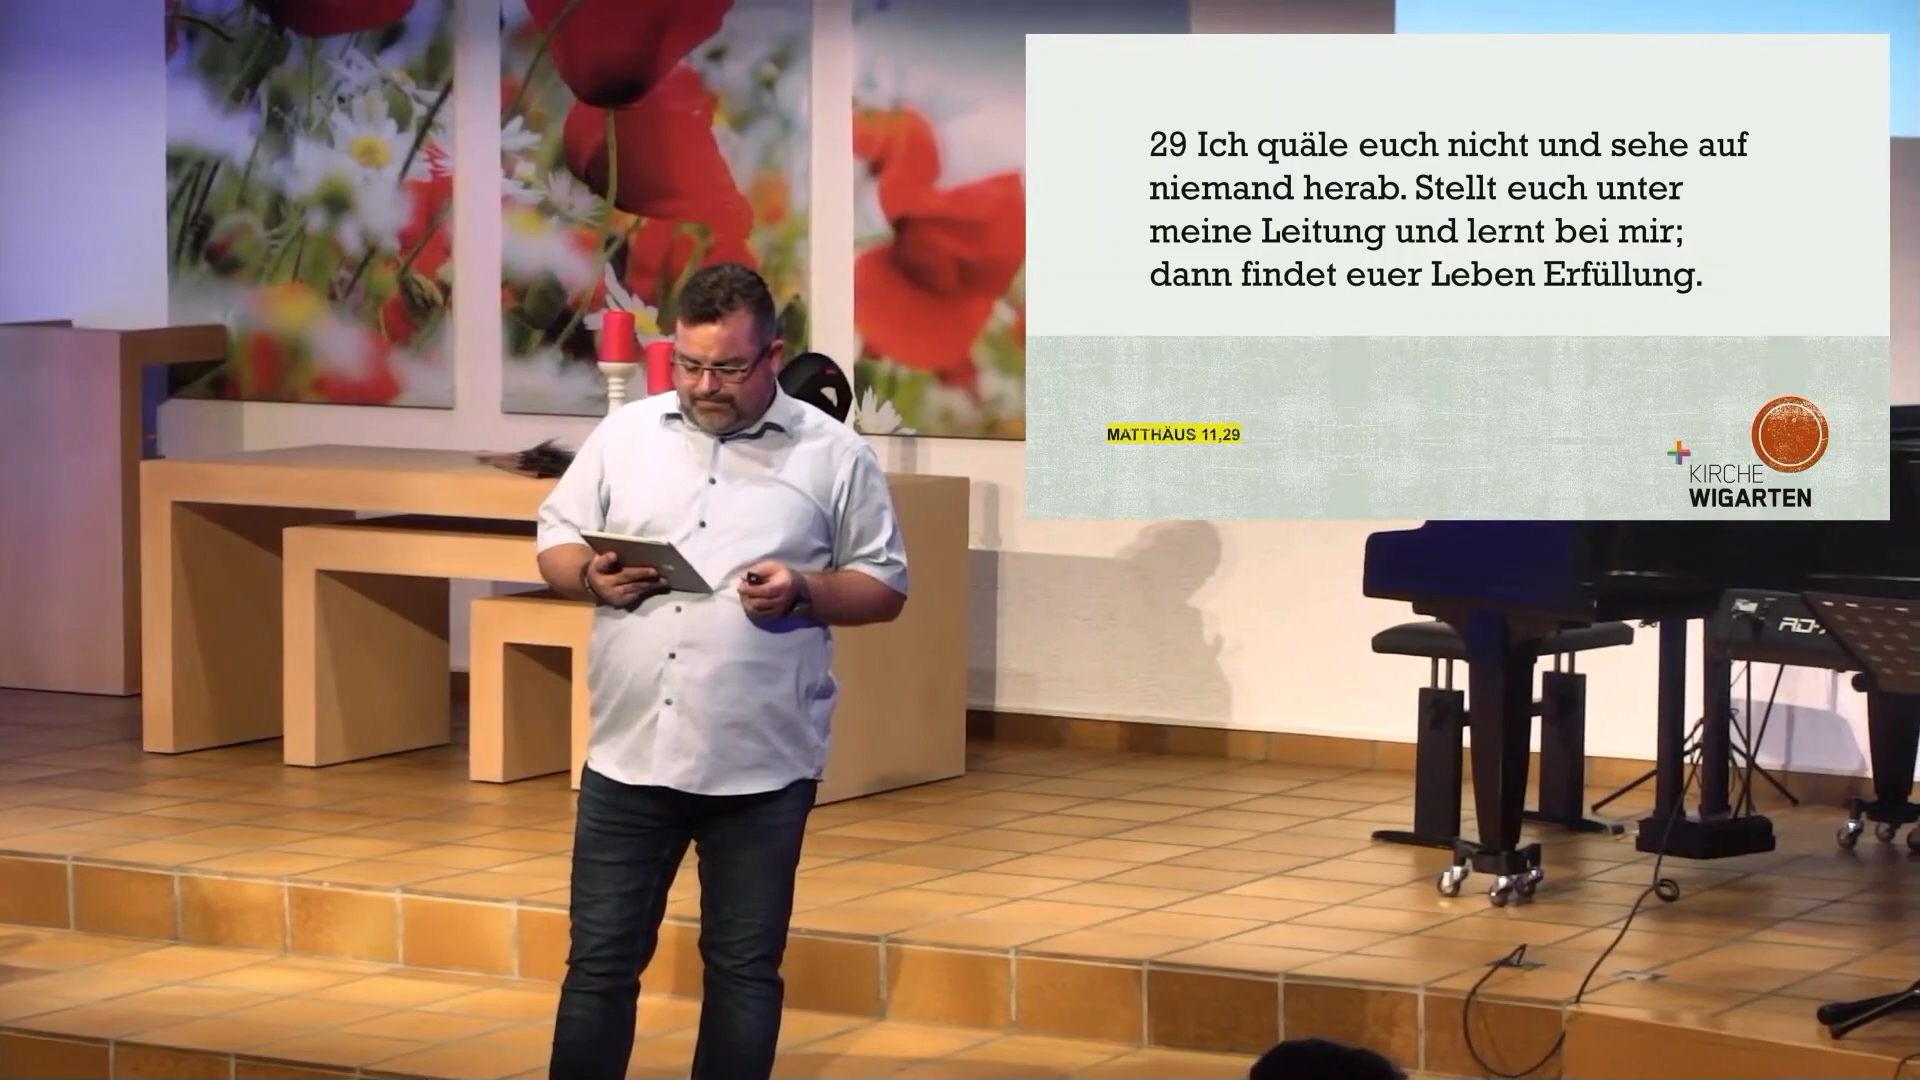 29 Ich quäle euch nicht und sehe auf
niemand herab. Stellt euch unter
meine Leitung und lernt bei mir;
dann findet euer Leben Erfüllung.
MATTHÄUS 11,29
KIRCHE
WIGARTEN